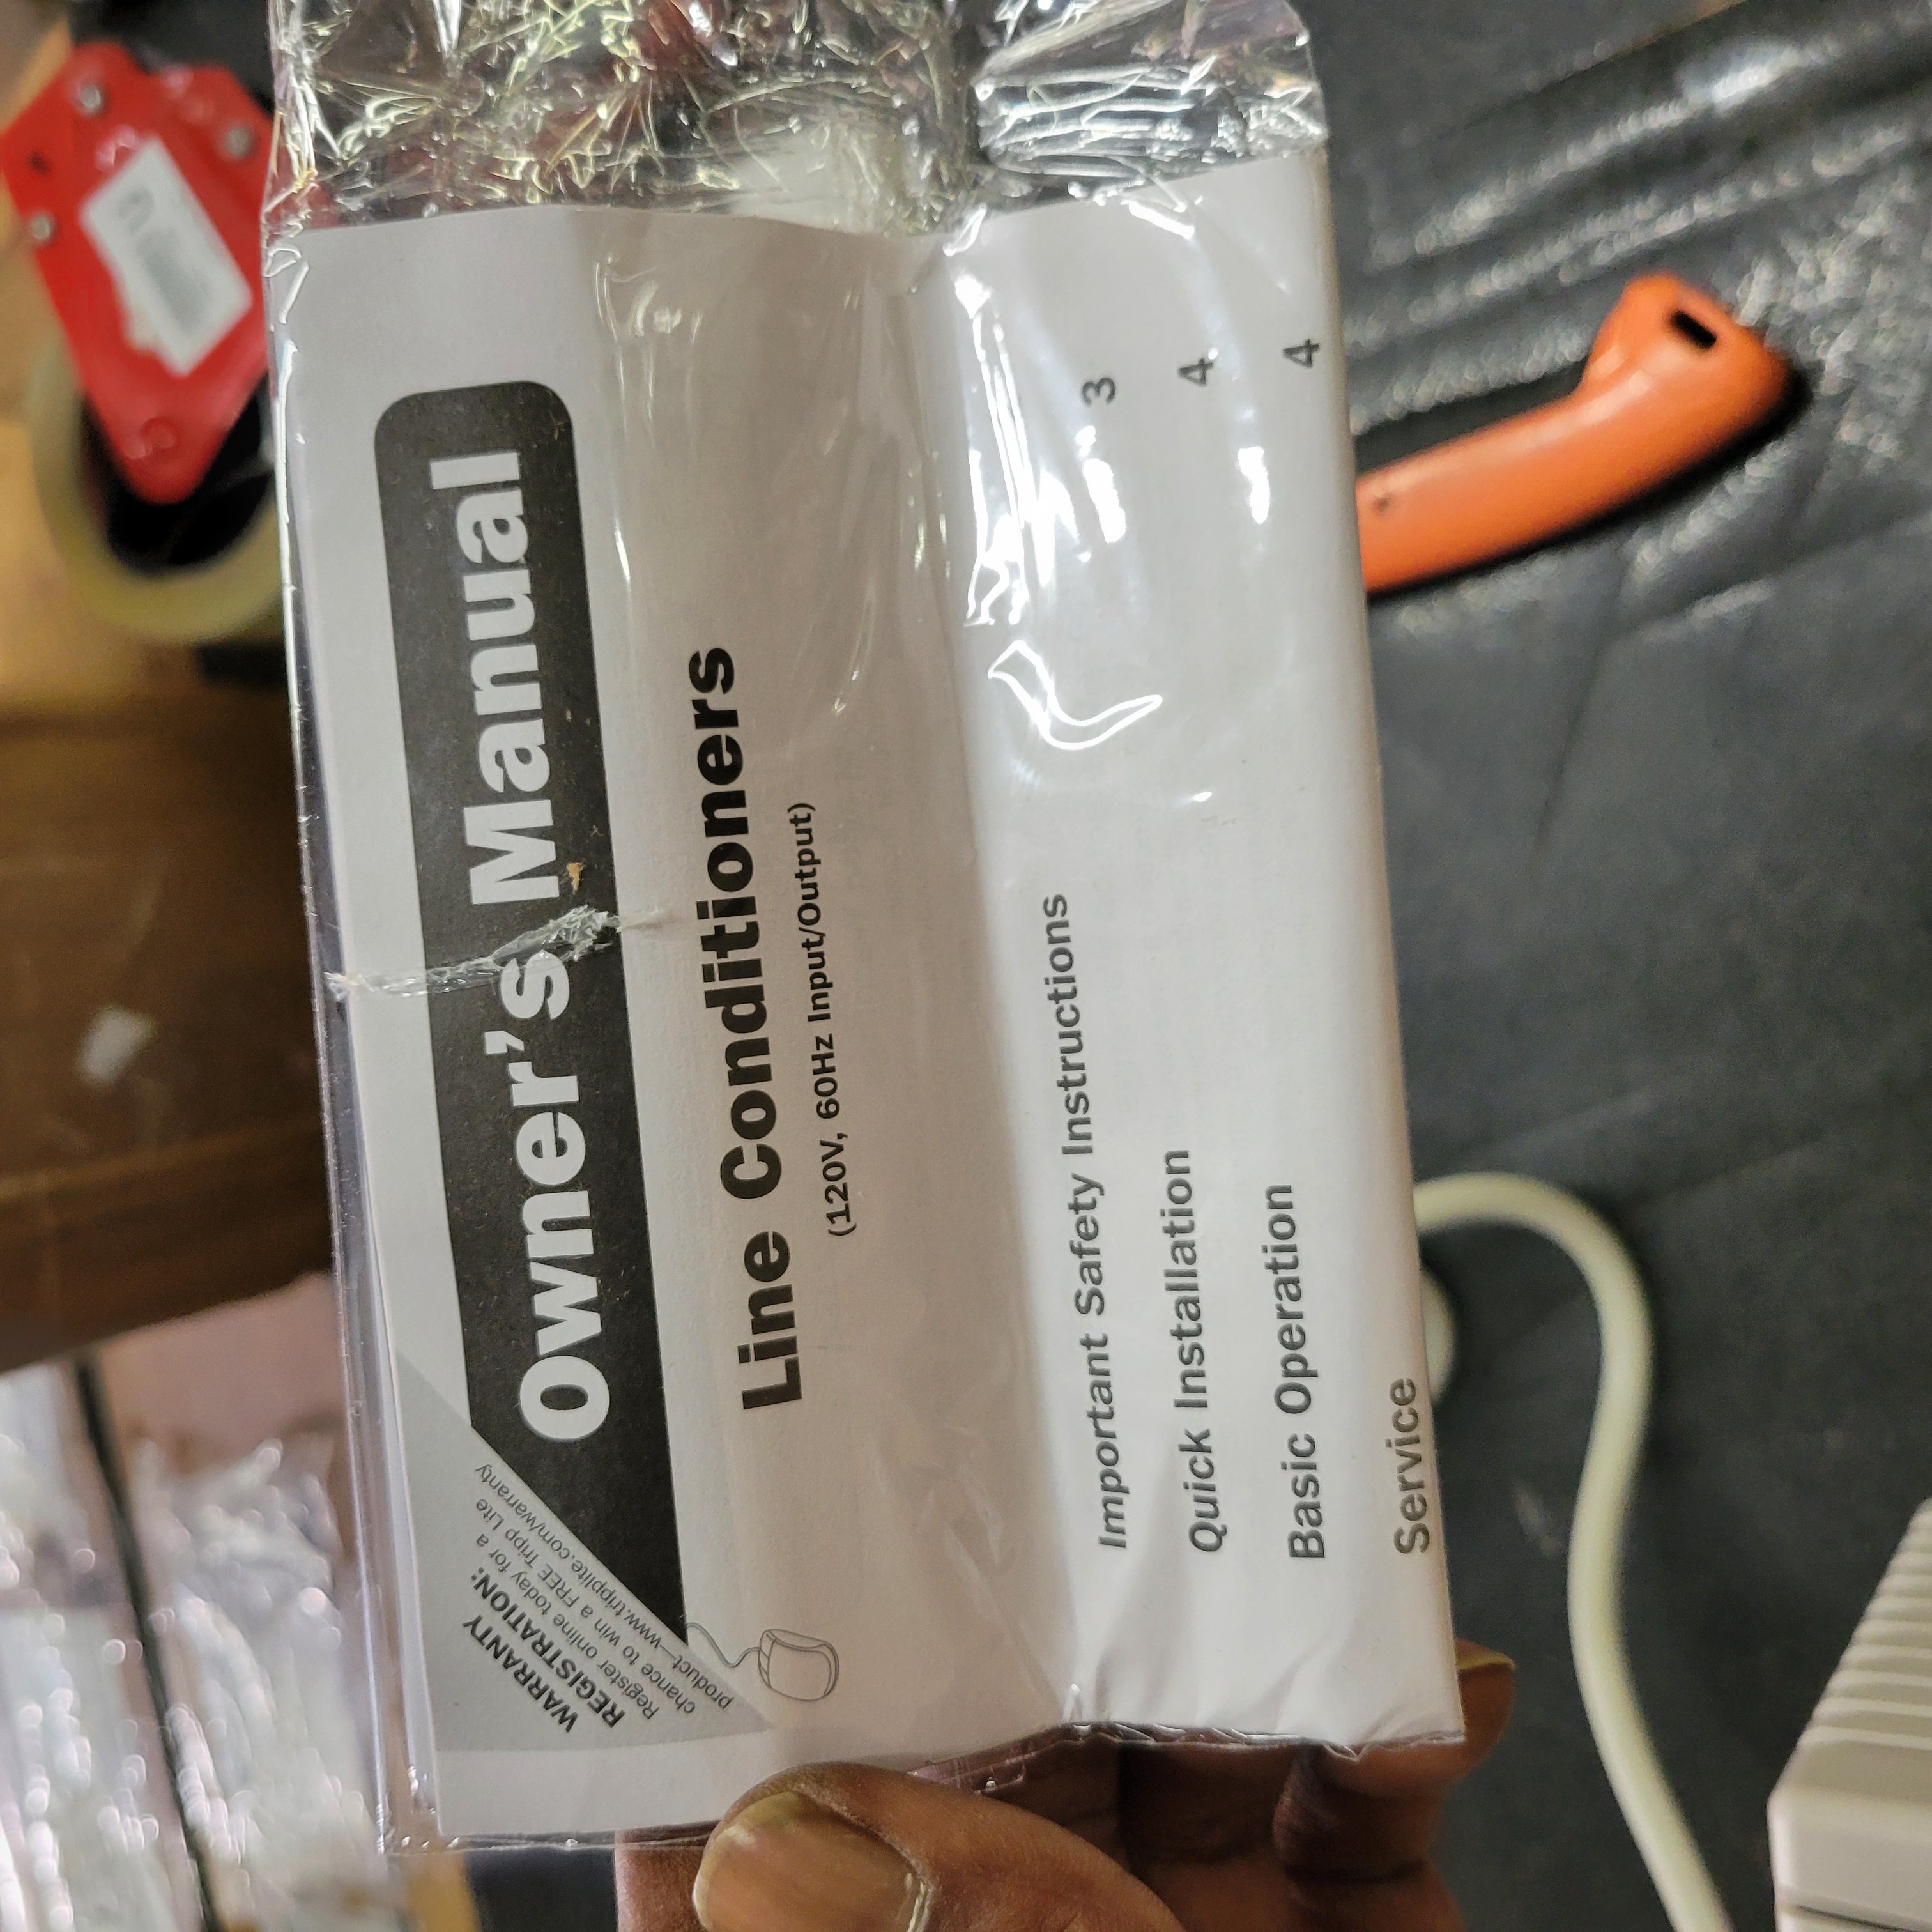 WARRANTY
REGISTRATION:
Register online today for a
chance to win a FREE Tripp Lite
product—www.tripplite.com/warranty
Owner's Manual
Line Conditioners
(120V, 60Hz Input/Output)
Important Safety Instructions 3
Quick Installation 4
Basic Operation 4
Service